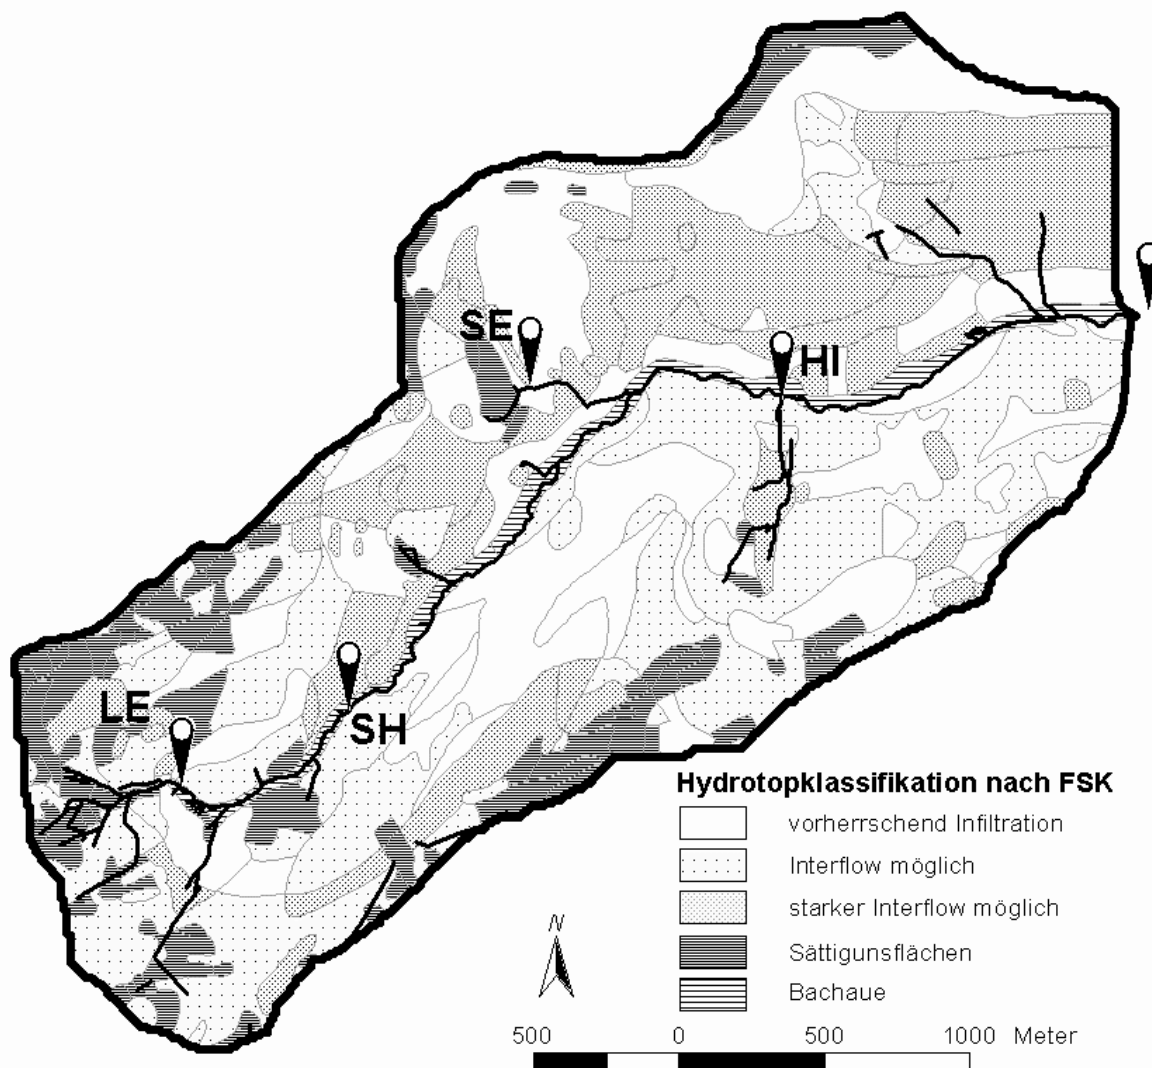 SE
HI
LE
SH
Hydrotopklassifikation nach FSK
vorherrschend Infiltration
Interflow möglich
starker Interflow möglich
Sättigunsflächen
Bachaue
N
500 0 500 1000 Meter